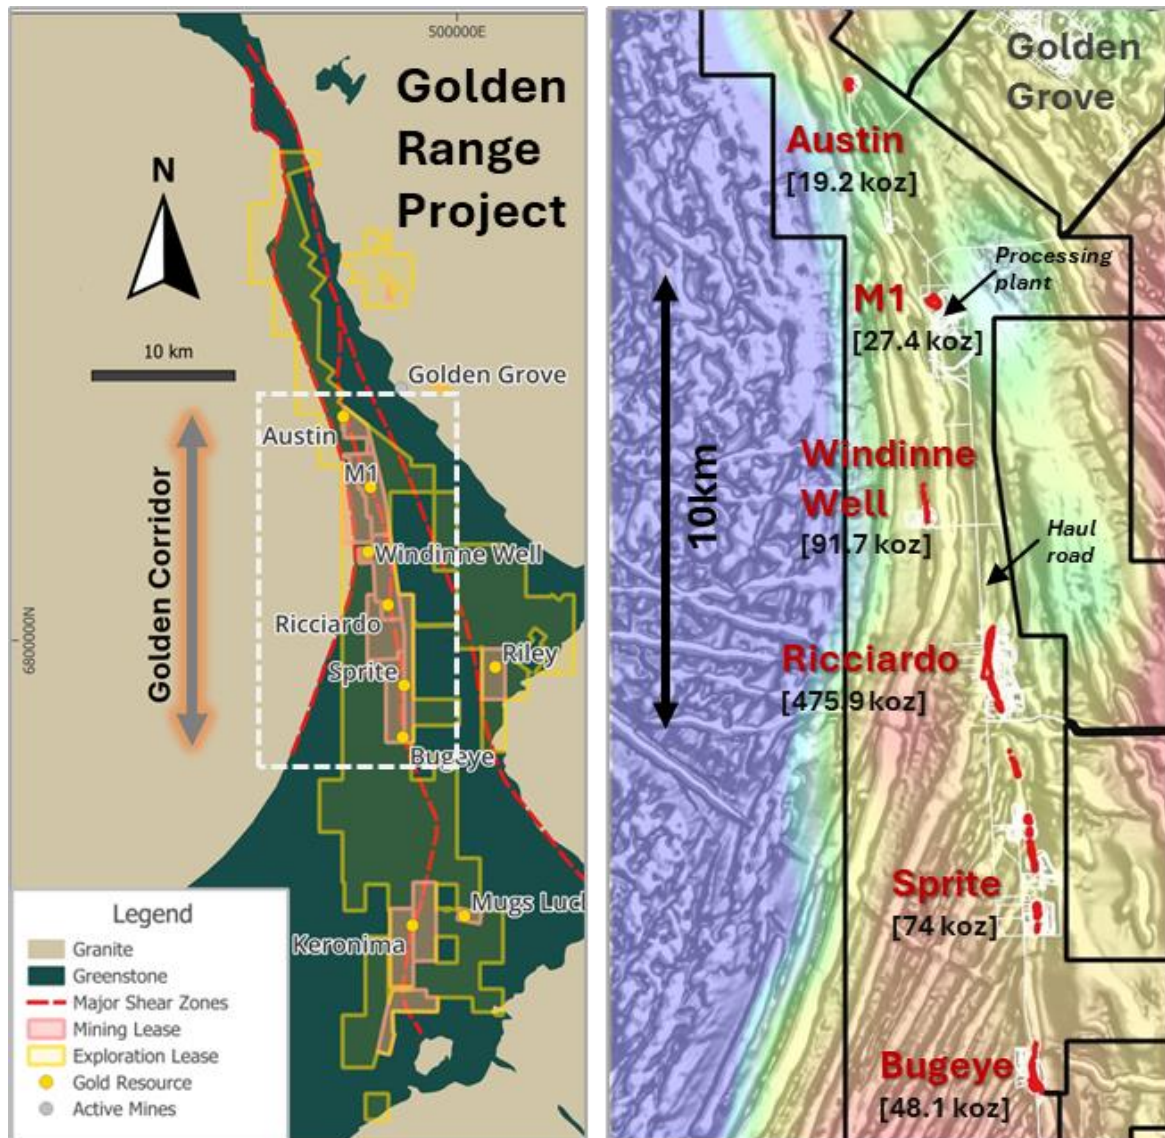 500000E
Golden
Range
Project
N
10 km
Golden Grove
Austin
M1
Windinne Well
Ricciardo
Sprite
Riley
Bugeye
Golden Corridor
6800000N
Mugs Lucl
Keronima
Legend
Granite
Greenstone
Major Shear Zones
Mining Lease
Exploration Lease
Gold Resource
Active Mines
Golden
Grove
Austin
[19.2 koz]
Processing
plant
M1
[27.4 koz]
10km
Windinne
Well
[91.7 koz]
Haul
road
Ricciardo
[475.9 koz]
Sprite
[74 koz]
Bugeye
[48.1 koz]